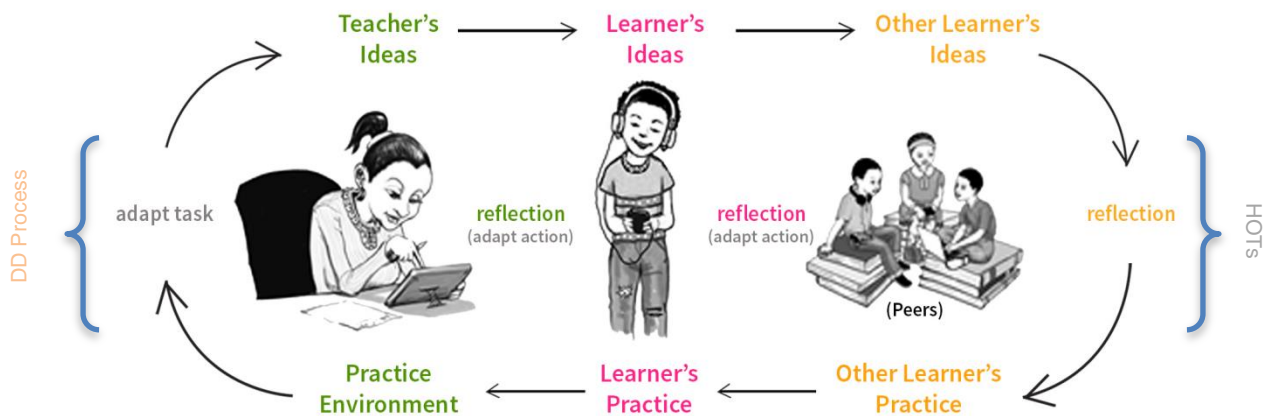 Teacher's
Ideas
Learner's
Ideas
Other Learner's
Ideas
DD Process
adapt task
reflection
(adapt action)
reflection
(adapt action)
reflection
HOTs
(Peers)
Practice
Environment
Learner's
Practice
Other Learner's
Practice